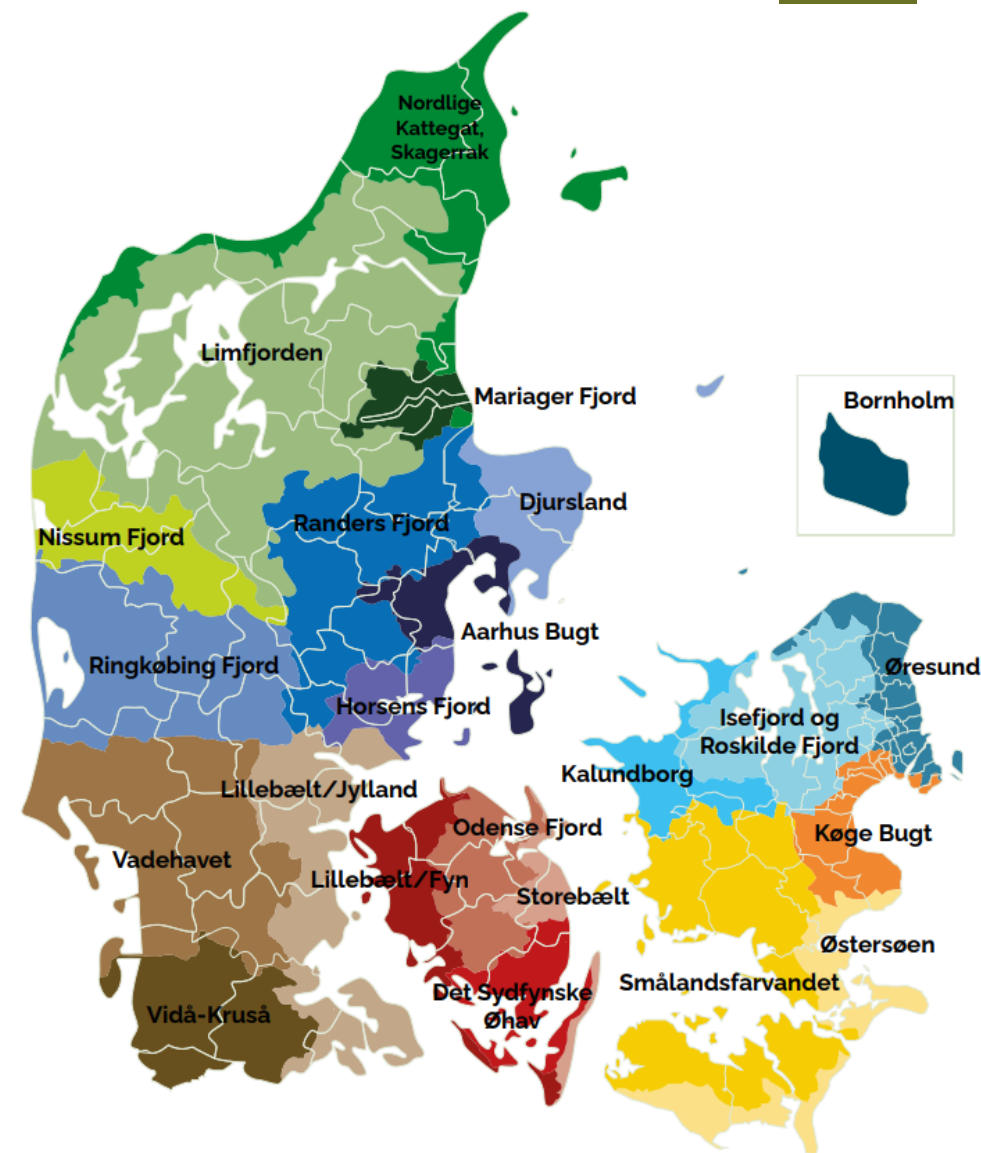 Nordlige
Kattegat,
Skagerrak
Limfjorden
Mariager Fjord
Bornholm
Djursland
Randers Fjord
Nissum Fjord
Aarhus Bugt
Ringkøbing Fjord
Øresund
Horsens Fjord
Isefjord og
Roskilde Fjord
Kalundborg
Lillebælt/Jylland
Odense Fjord
Køge Bugt
Vadehavet
Lillebælt/Fyn
Storebælt
Østersøen
Smålandsfarvandet
Det Sydfynske
Øhav
Vidå-Kruså